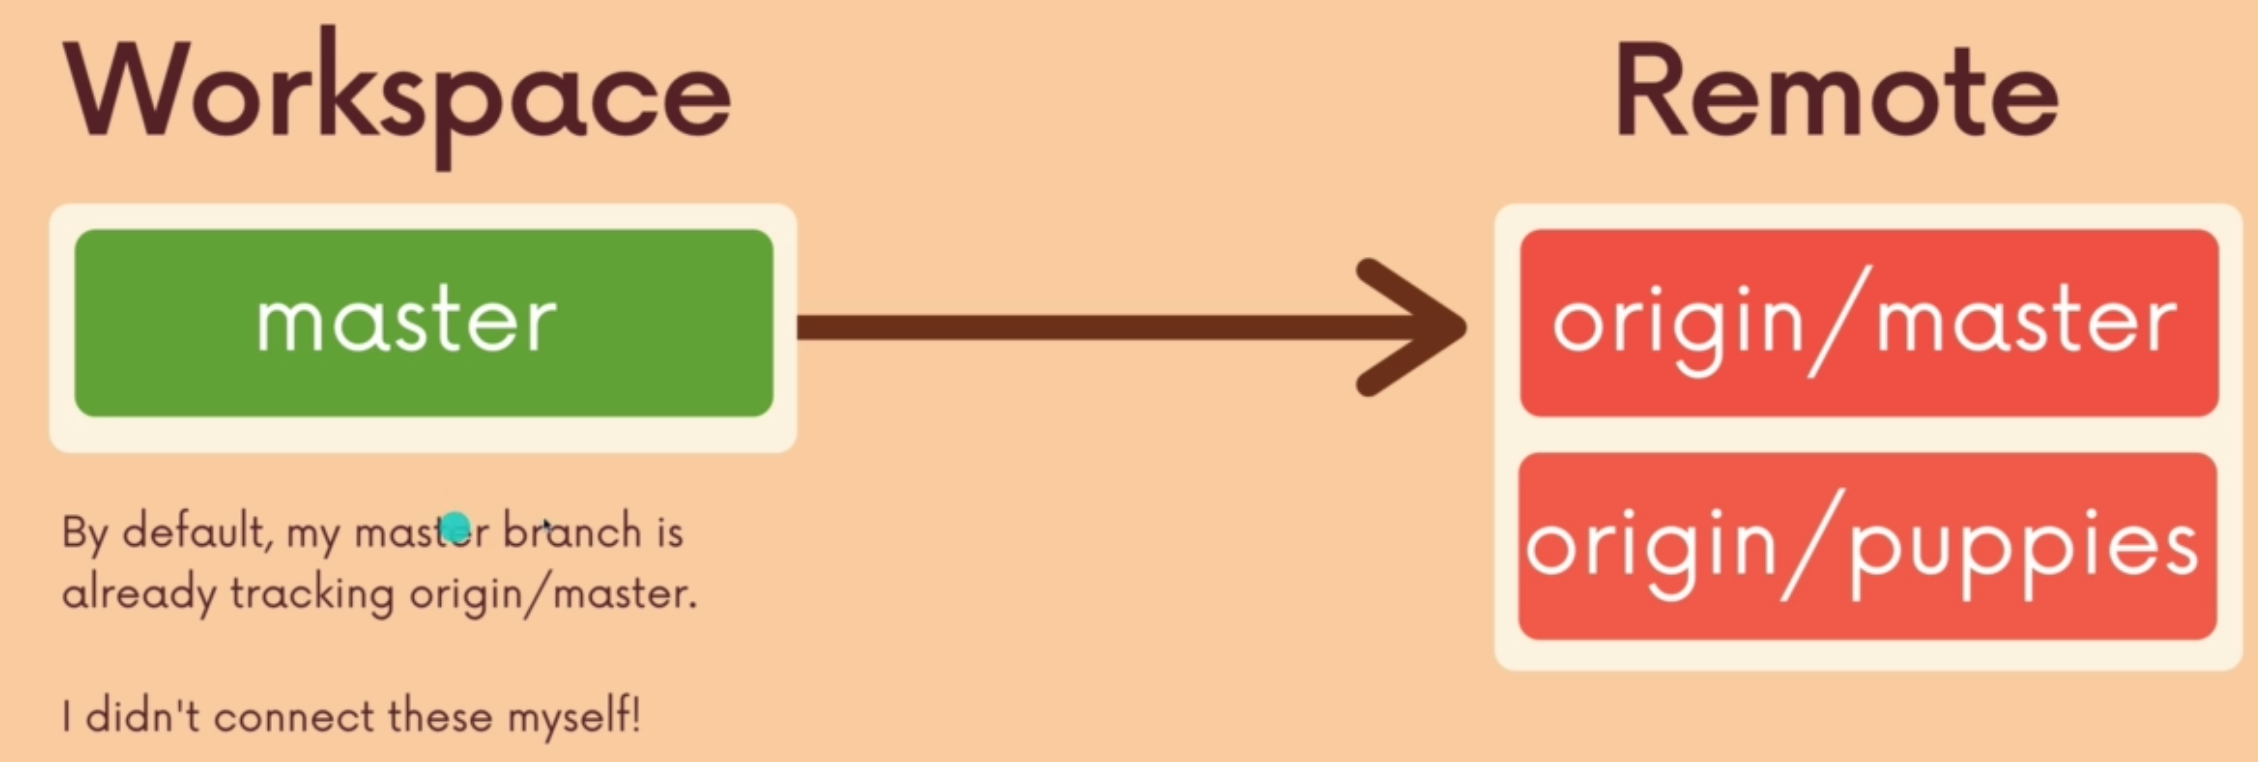 Workspace
Remote
master
origin/master
origin/puppies
By default, my master branch is
already tracking origin/master.
I didn't connect these myself!